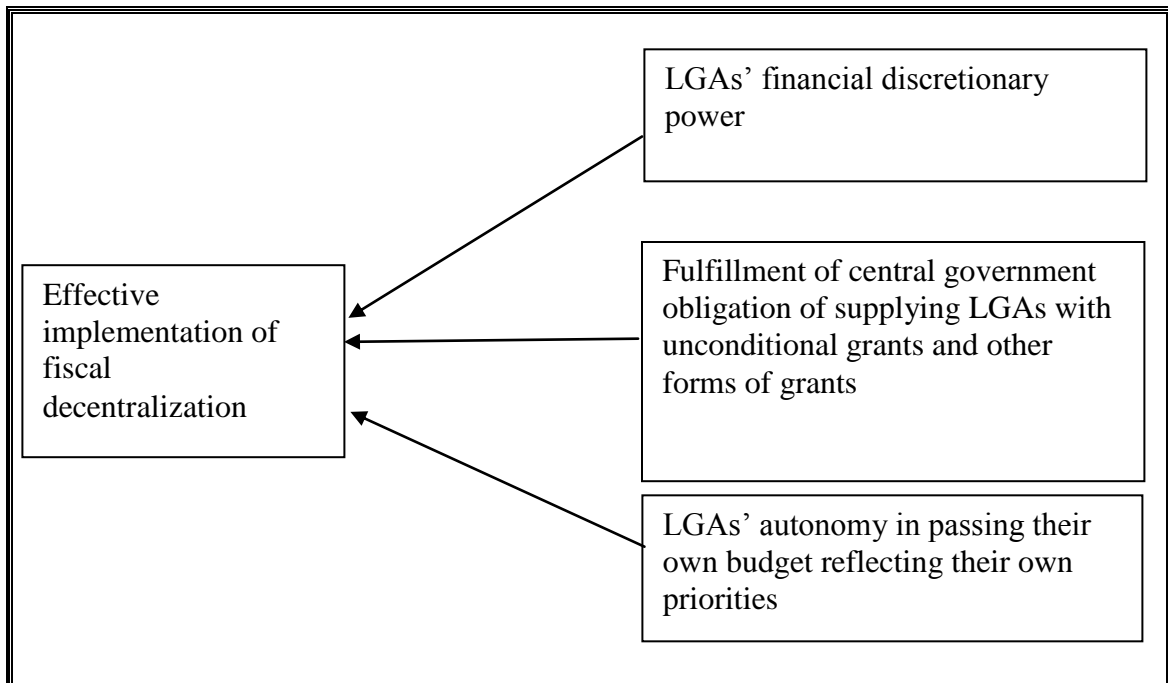 LGAs’ financial discretionary
power
Effective
implementation of
fiscal
decentralization
Fulfillment of central government
obligation of supplying LGAs with
unconditional grants and other
forms of grants
LGAs’ autonomy in passing their
own budget reflecting their own
priorities